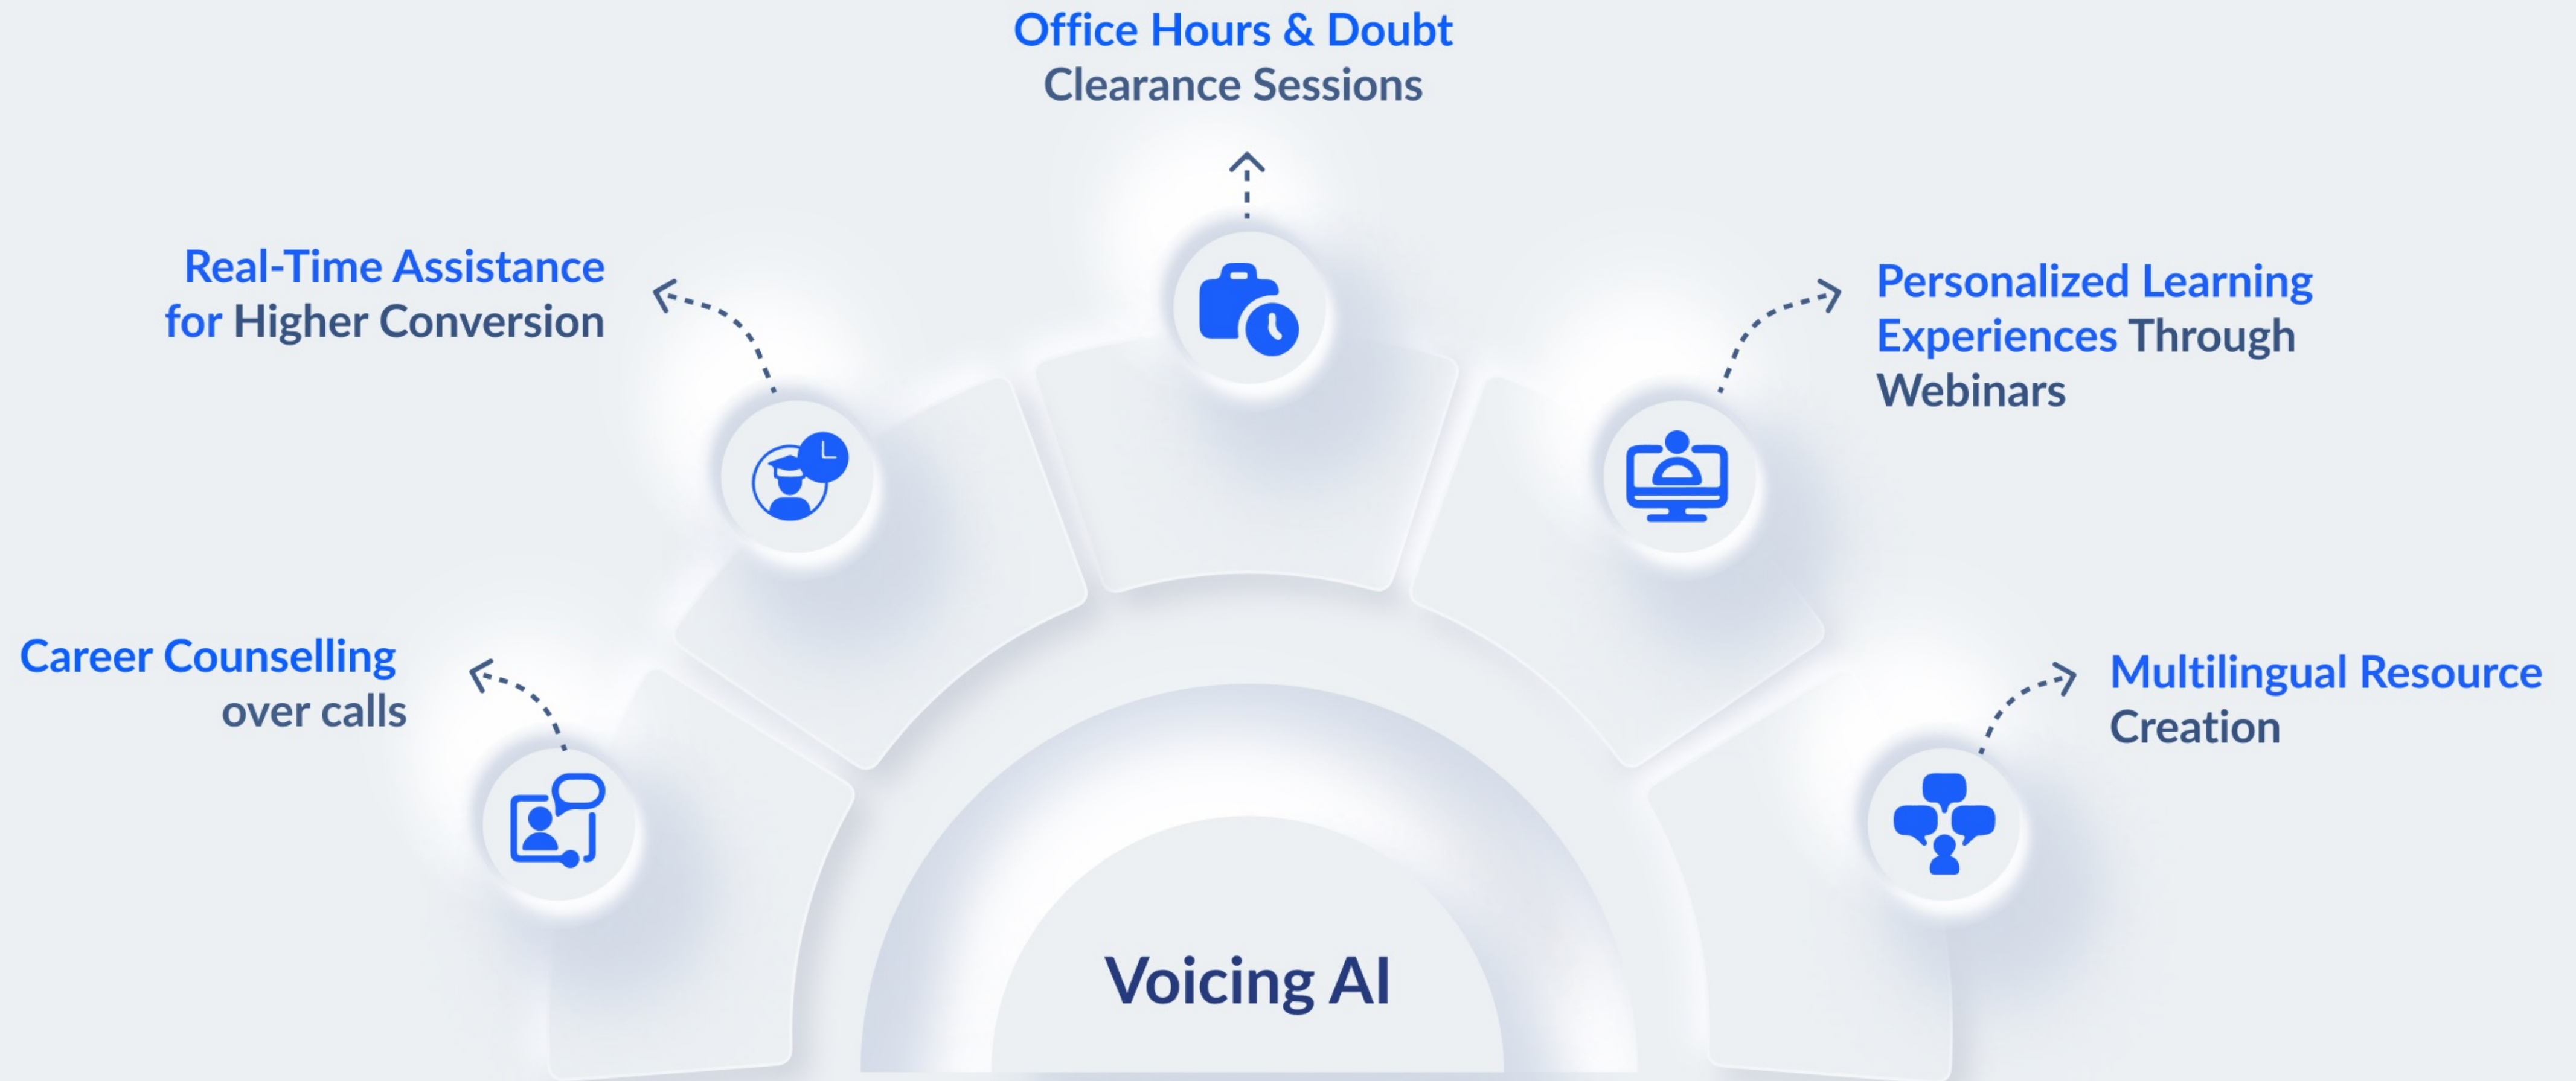 Office Hours & Doubt
Clearance Sessions
Real-Time Assistance
for Higher Conversion
Personalized Learning
Experiences Through
Webinars
Career Counselling
over calls
Multilingual Resource
Creation
Voicing AI